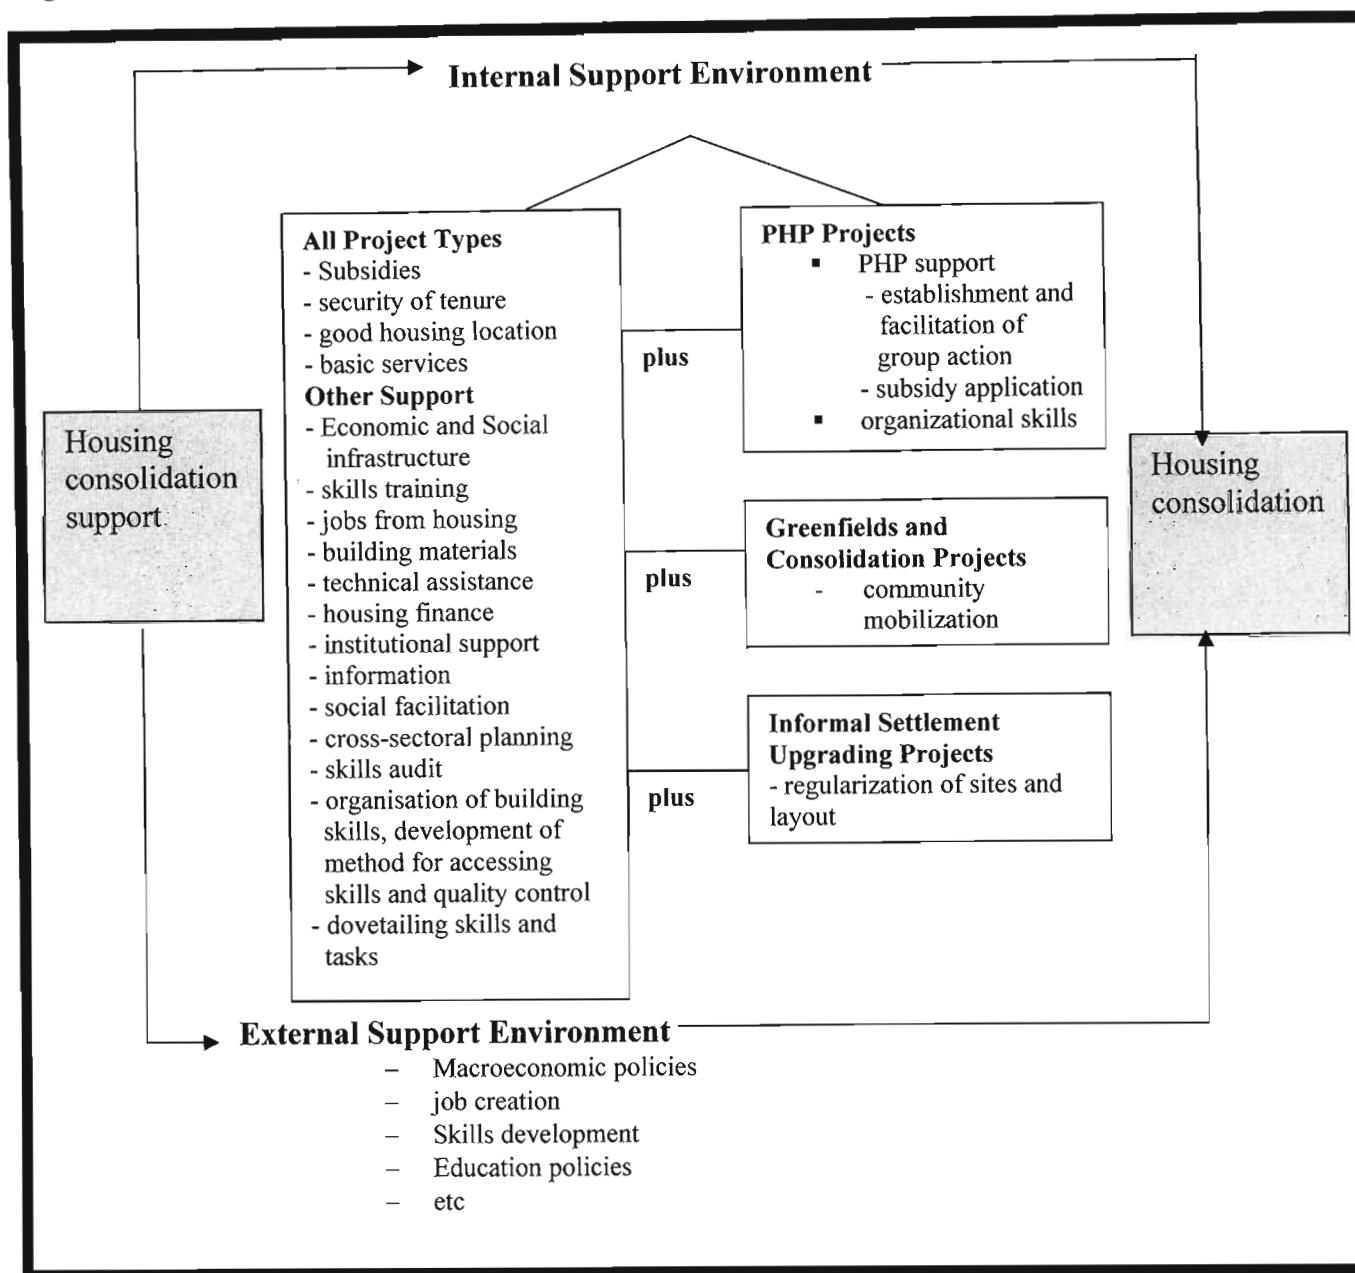 Internal Support Environment
Housing
consolidation
support
All Project Types
- Subsidies
- security of tenure
- good housing location
- basic services
Other Support
- Economic and Social
infrastructure
- skills training
- jobs from housing
- building materials
- technical assistance
- housing finance
- institutional support
- information
- social facilitation
- cross-sectoral planning
- skills audit
- organisation of building
skills, development of
method for accessing
skills and quality control
- dovetailing skills and
tasks
plus
PHP Projects
▪ PHP support
- establishment and
facilitation of
group action
- subsidy application
▪ organizational skills
plus
Greenfields and
Consolidation Projects
- community
mobilization
plus
Informal Settlement
Upgrading Projects
- regularization of sites and
layout
Housing
consolidation
External Support Environment
– Macroeconomic policies
– job creation
– Skills development
– Education policies
– etc